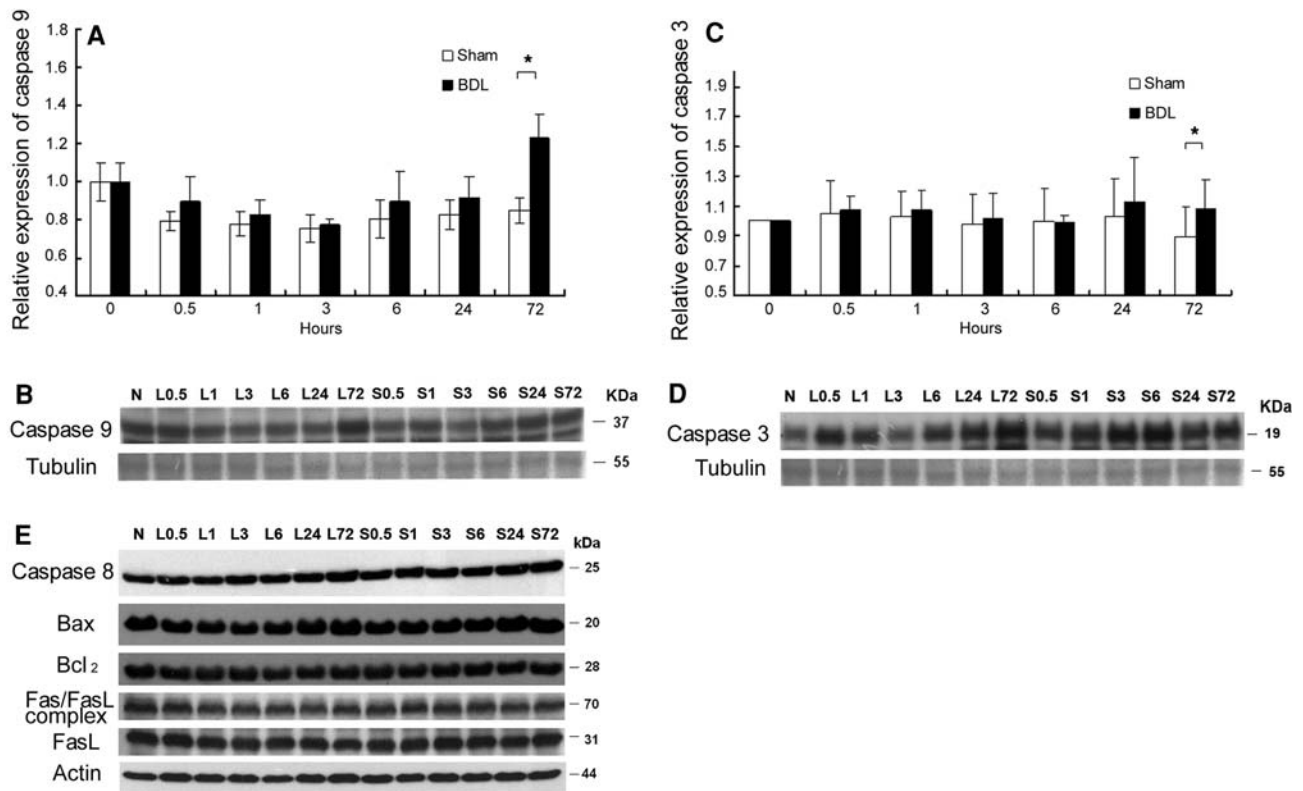 A
Relative expression of caspase 9
1.8
1.6
1.4
1.2
1.0
0.8
0.6
0.4
Sham
BDL
*
0 0.5 1 3 6 24 72
Hours
C
Relative expression of caspase 3
1.9
1.7
1.5
1.3
1.1
0.9
0.7
0.5
Sham
BDL
*
0 0.5 1 3 6 24 72
Hours
B
N L0.5 L1 L3 L6 L24 L72 S0.5 S1 S3 S6 S24 S72 KDa
Caspase 9 37
Tubulin 55
D
N L0.5 L1 L3 L6 L24 L72 S0.5 S1 S3 S6 S24 S72 KDa
Caspase 3 19
Tubulin 55
E
N L0.5 L1 L3 L6 L24 L72 S0.5 S1 S3 S6 S24 S72 kDa
Caspase 8 25
Bax 20
Bcl 2 28
Fas/FasL 70
complex
FasL 31
Actin 44